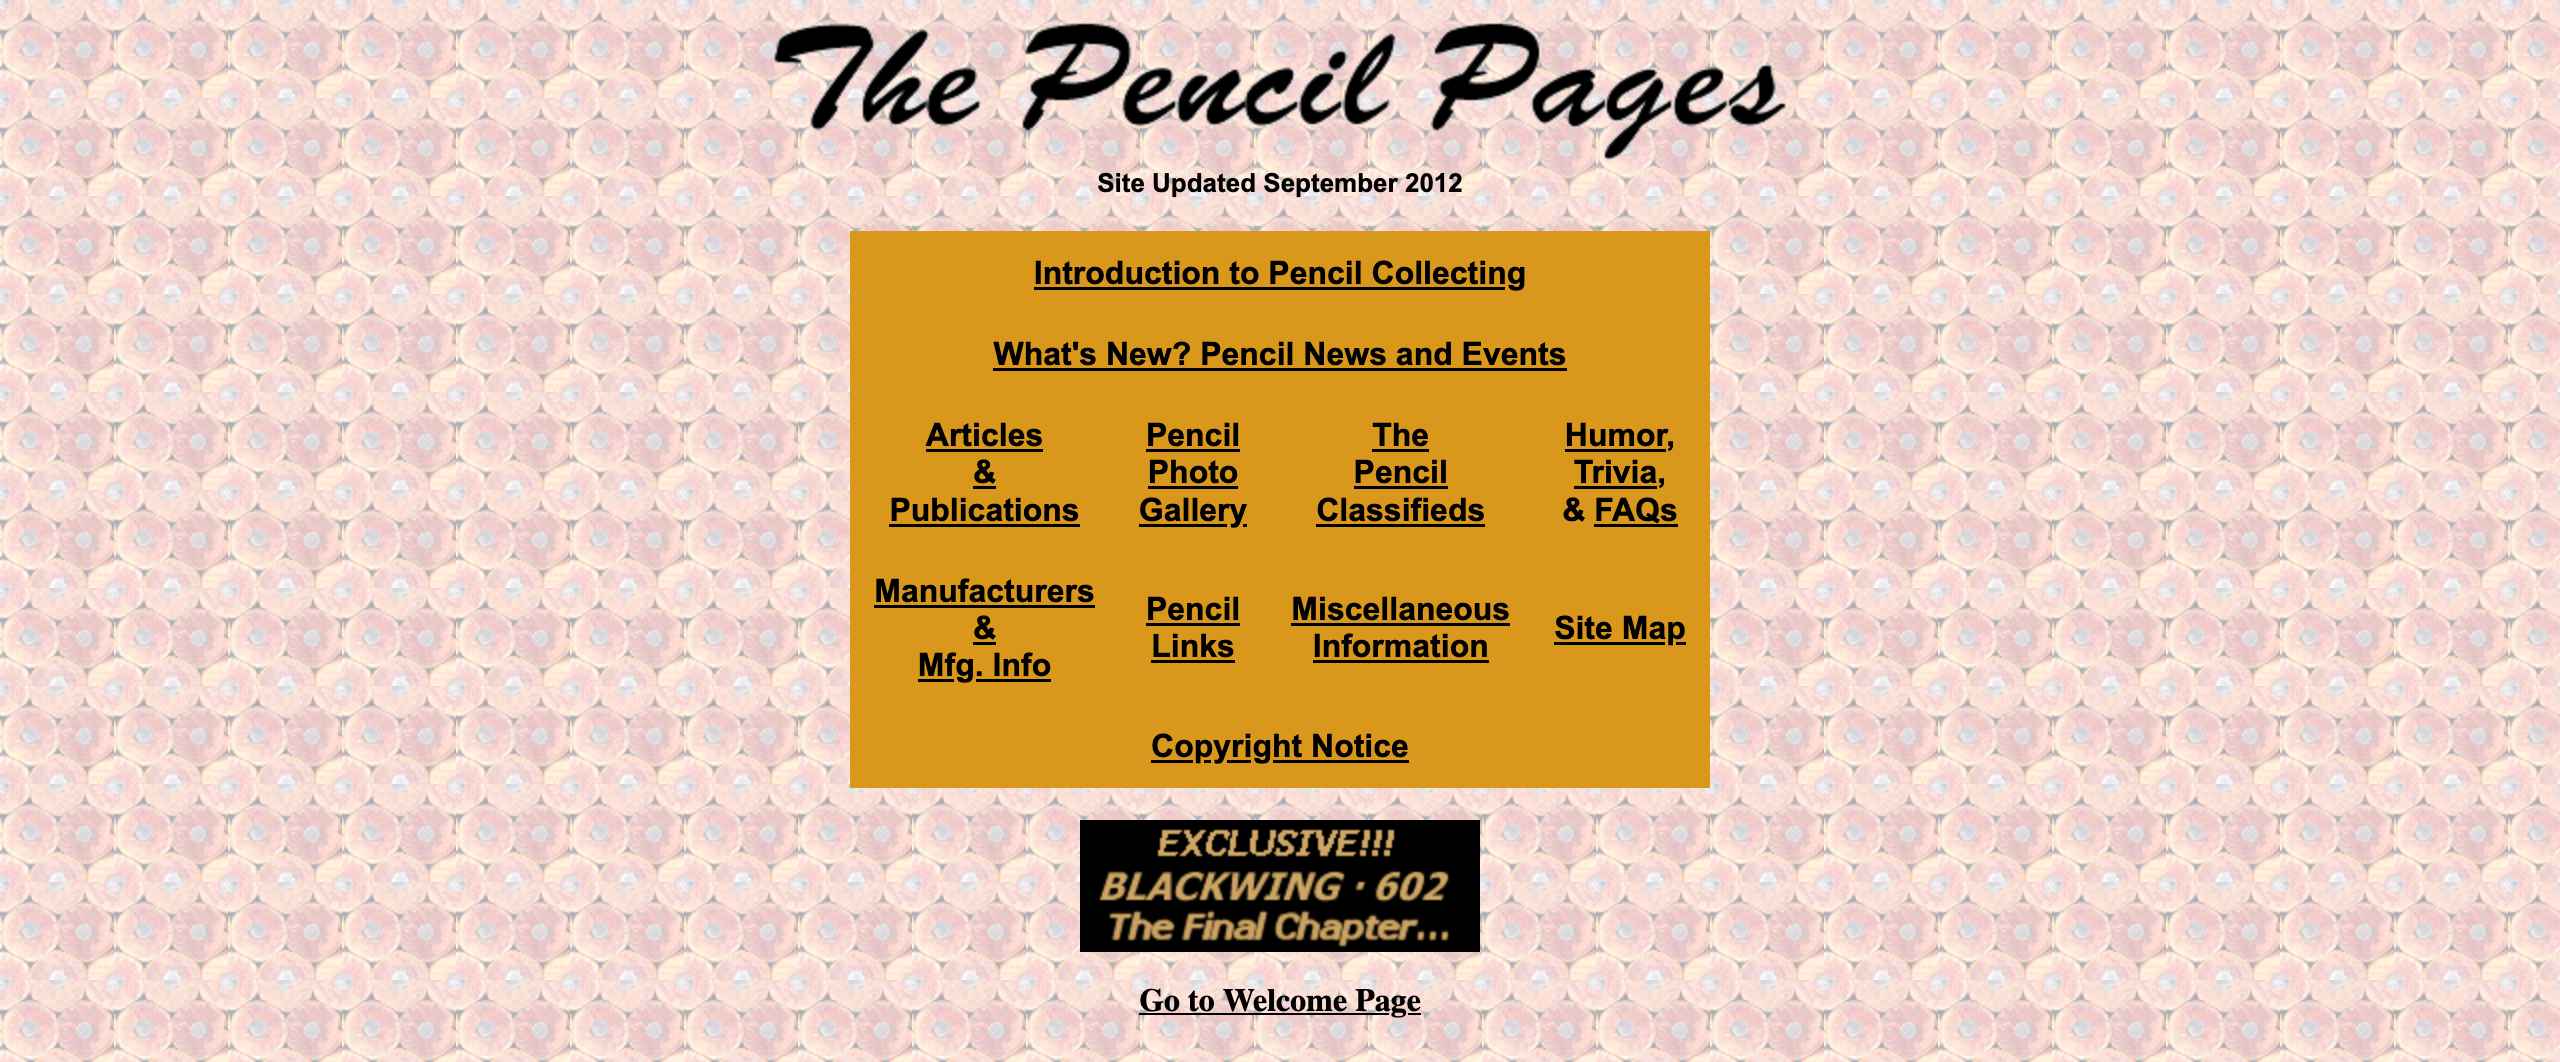 The Pencil Pages
Site Updated September 2012
Introduction to Pencil Collecting
What's New? Pencil News and Events
Articles
&
Publications
Pencil
Photo
Gallery
The
Pencil
Classifieds
Humor,
Trivia,
& FAQs
Manufacturers
&
Mfg. Info
Pencil
Links
Miscellaneous
Information
Site Map
Copyright Notice
EXCLUSIVE!!!
BLACKWING · 602
The Final Chapter...
Go to Welcome Page